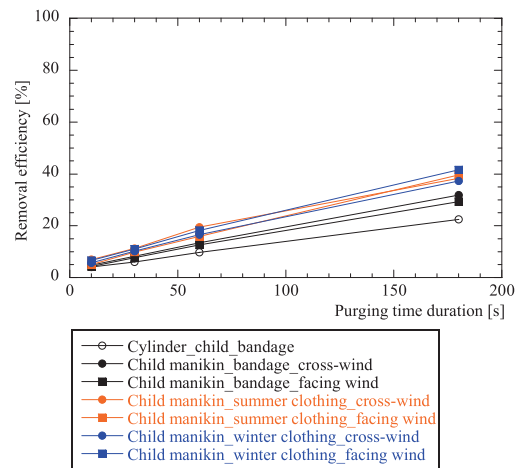 100
80
60
40
20
0
0 50 100 150 200
Removal efficiency [%]
Purging time duration [s]
Cylinder_child_bandage
Child manikin_bandage_cross-wind
Child manikin_bandage_facing wind
Child manikin_summer clothing_cross-wind
Child manikin_summer clothing_facing wind
Child manikin_winter clothing_cross-wind
Child manikin_winter clothing_facing wind